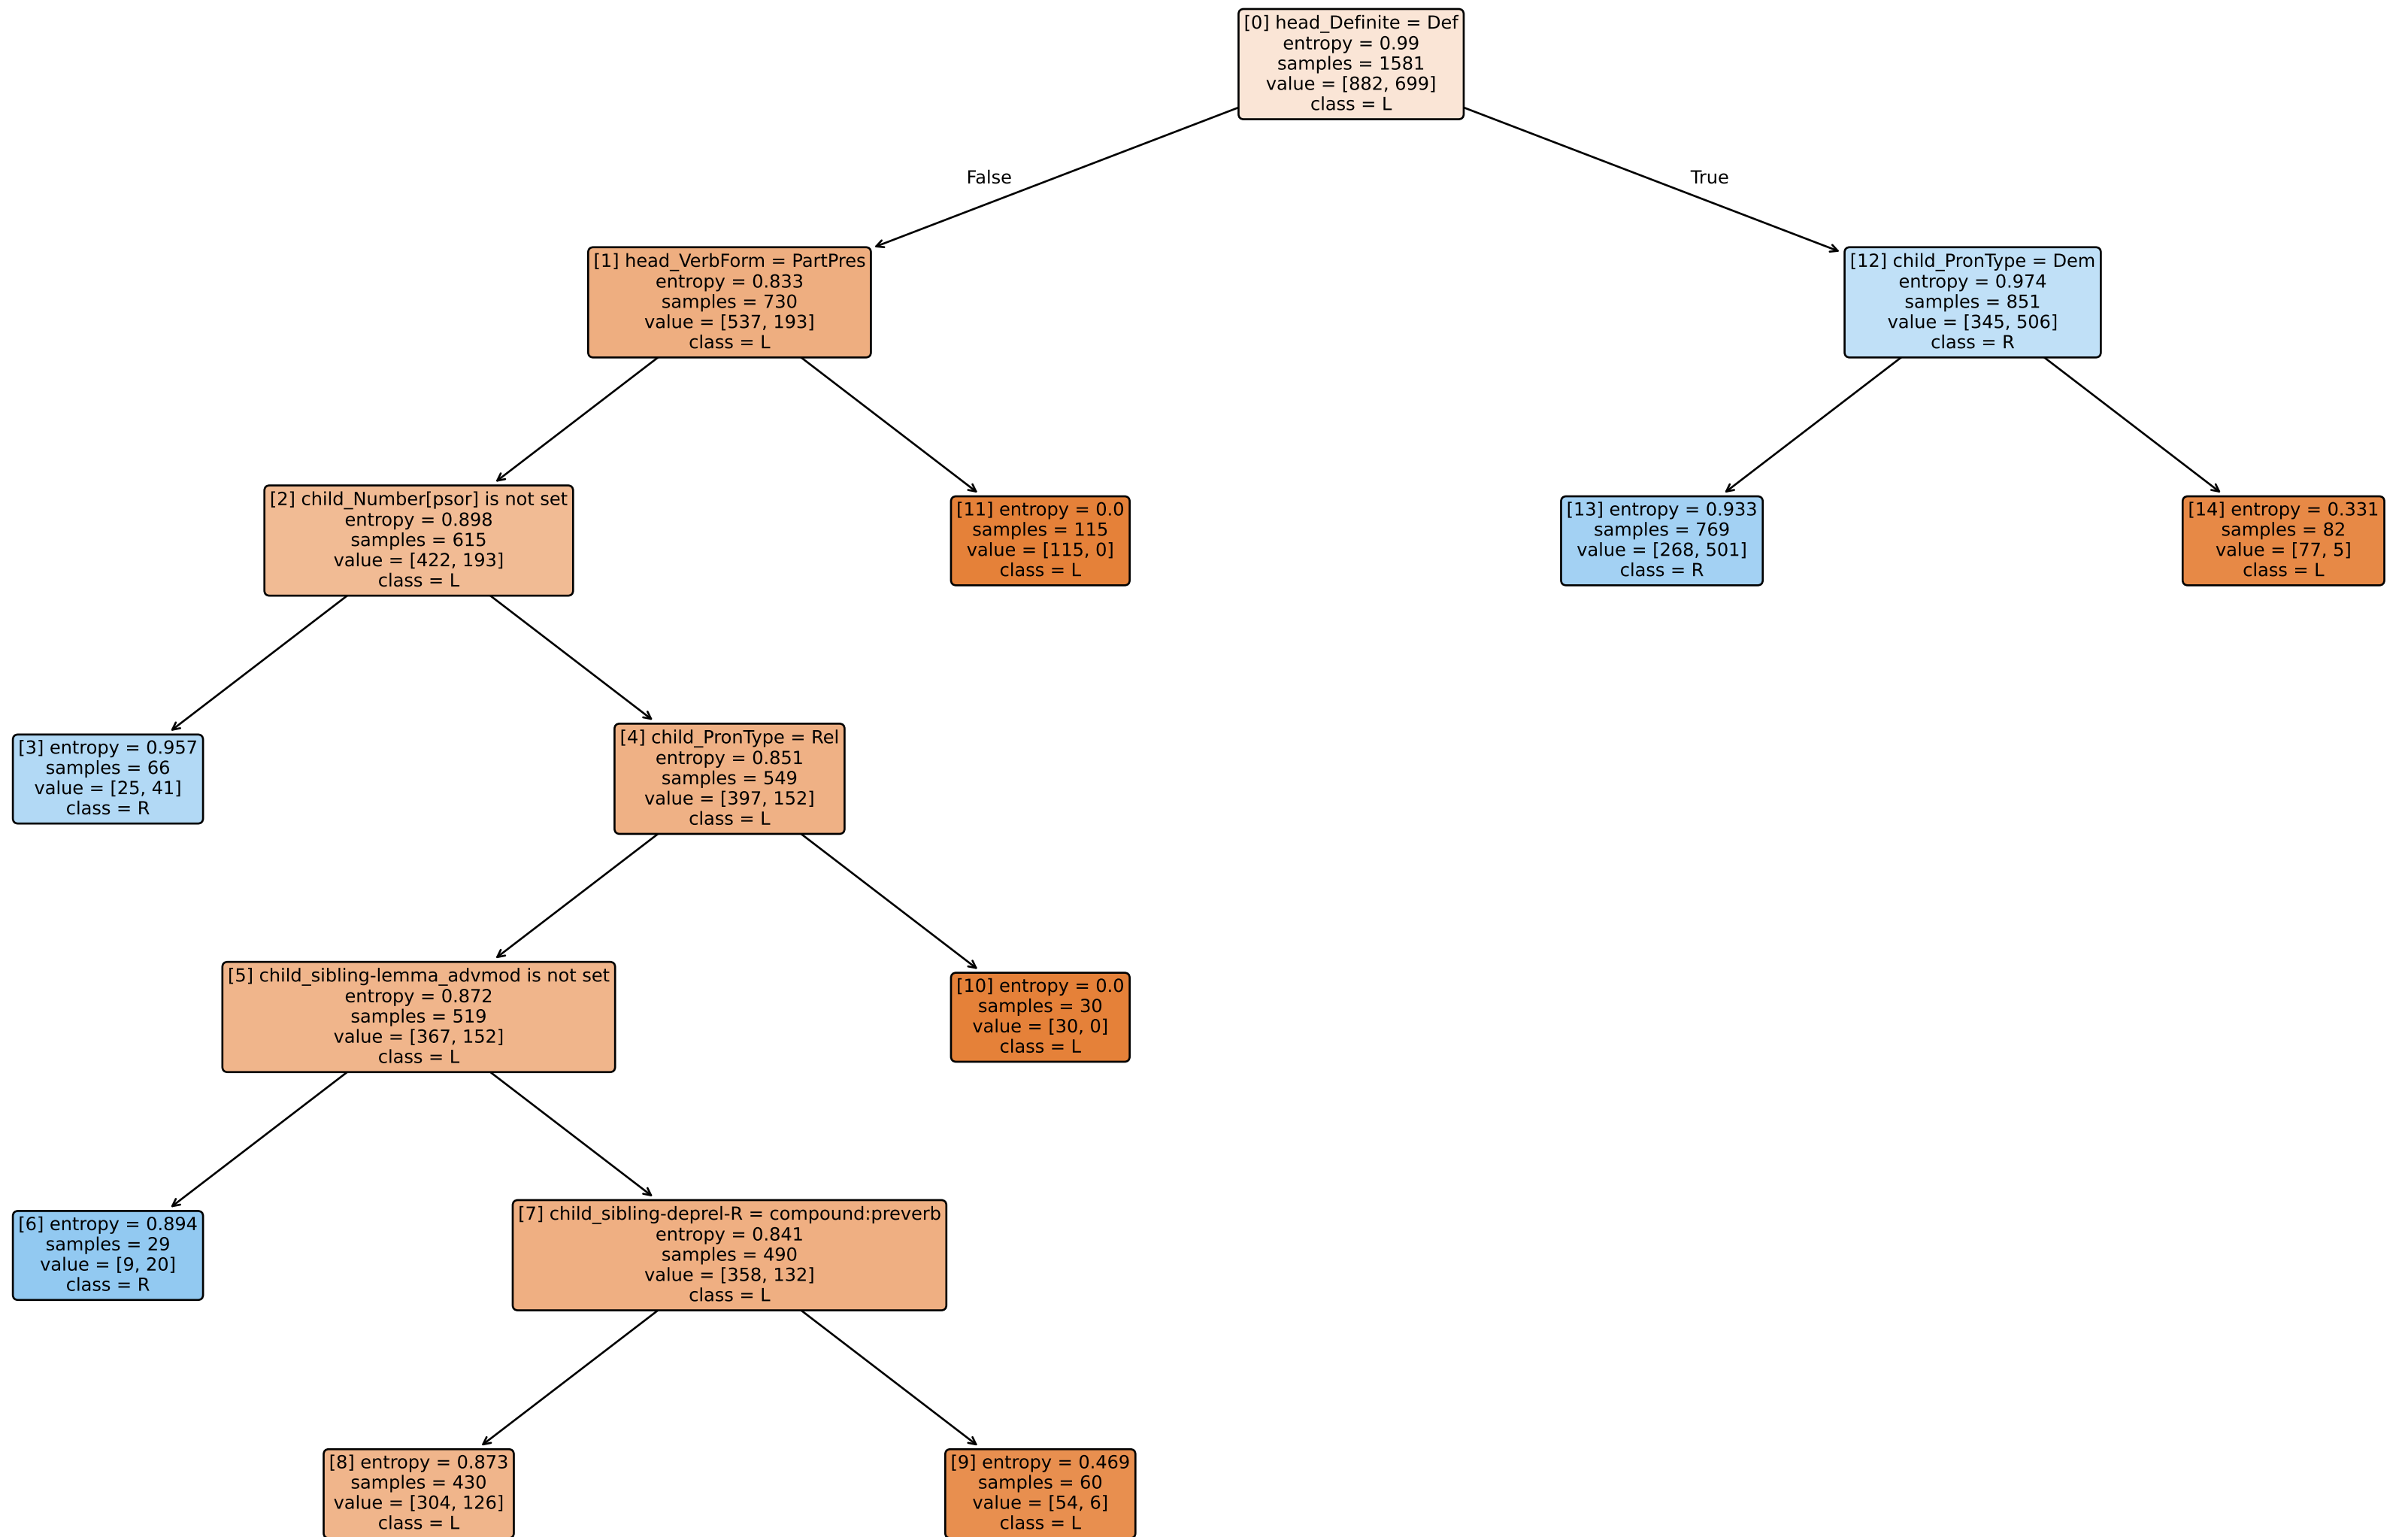 [0] head_Definite = Def
entropy = 0.99
samples = 1581
value = [882, 699]
class = L
False
True
[1] head_VerbForm = PartPres
entropy = 0.833
samples = 730
value = [537, 193]
class = L
[12] child_PronType = Dem
entropy = 0.974
samples = 851
value = [345, 506]
class = R
[2] child_Number[psor] is not set
entropy = 0.898
samples = 615
value = [422, 193]
class = L
[11] entropy = 0.0
samples = 115
value = [115, 0]
class = L
[13] entropy = 0.933
samples = 769
value = [268, 501]
class = R
[14] entropy = 0.331
samples = 82
value = [77, 5]
class = L
[3] entropy = 0.957
samples = 66
value = [25, 41]
class = R
[4] child_PronType = Rel
entropy = 0.851
samples = 549
value = [397, 152]
class = L
[5] child_sibling-lemma_advmod is not set
entropy = 0.872
samples = 519
value = [367, 152]
class = L
[10] entropy = 0.0
samples = 30
value = [30, 0]
class = L
[6] entropy = 0.894
samples = 29
value = [9, 20]
class = R
[7] child_sibling-deprel-R = compound:preverb
entropy = 0.841
samples = 490
value = [358, 132]
class = L
[8] entropy = 0.873
samples = 430
value = [304, 126]
class = L
[9] entropy = 0.469
samples = 60
value = [54, 6]
class = L